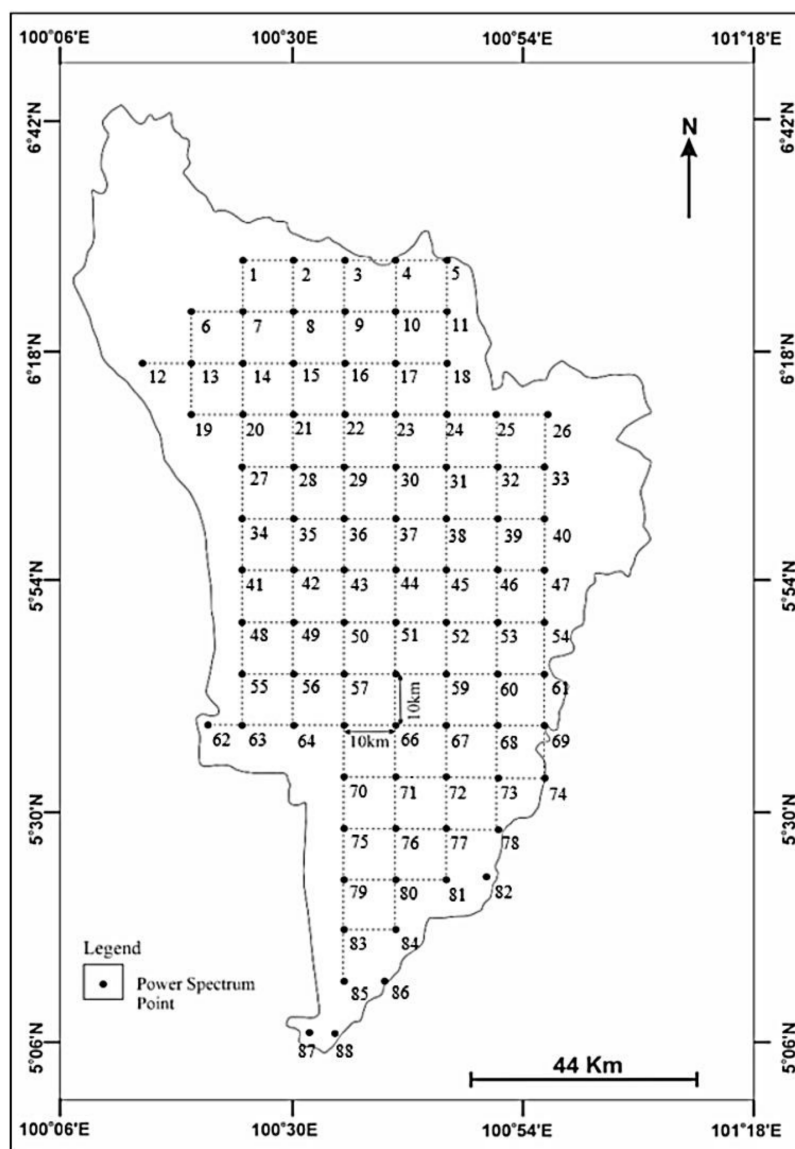 100°06'E 100°30'E 100°54'E 101°18'E
6°42'N 6°42'N
N
1 2 3 4 5
6 7 8 9 10 11
6°18'N 6°18'N
12 13 14 15 16 17 18
19 20 21 22 23 24 25 26
27 28 29 30 31 32 33
34 35 36 37 38 39 40
5°54'N 5°54'N
41 42 43 44 45 46 47
48 49 50 51 52 53 54
55 56 57 10km 59 60 61
62 63 64 10km 66 67 68 69
70 71 72 73 74
5°30'N 5°30'N
75 76 77 78
79 80 81 82
83 84
Legend
Power Spectrum
Point
85 86
5°06'N 5°06'N
87 88
44 Km
100°06'E 100°30'E 100°54'E 101°18'E